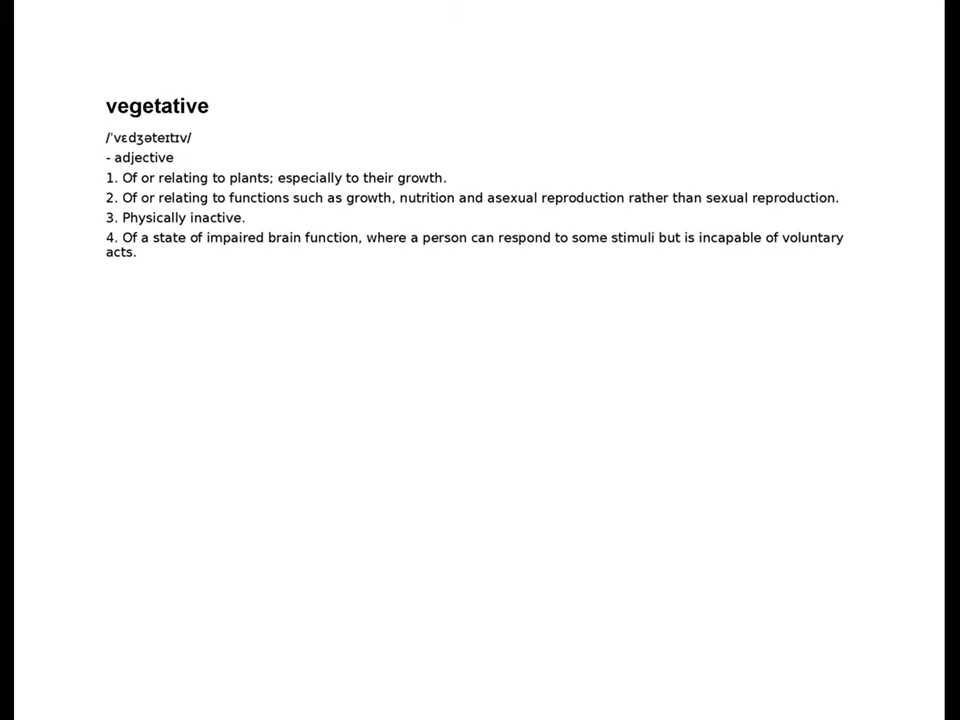 vegetative
/ˈvɛdʒəteɪtɪv/
- adjective
1. Of or relating to plants; especially to their growth.
2. Of or relating to functions such as growth, nutrition and asexual reproduction rather than sexual reproduction.
3. Physically inactive.
4. Of a state of impaired brain function, where a person can respond to some stimuli but is incapable of voluntary
acts.